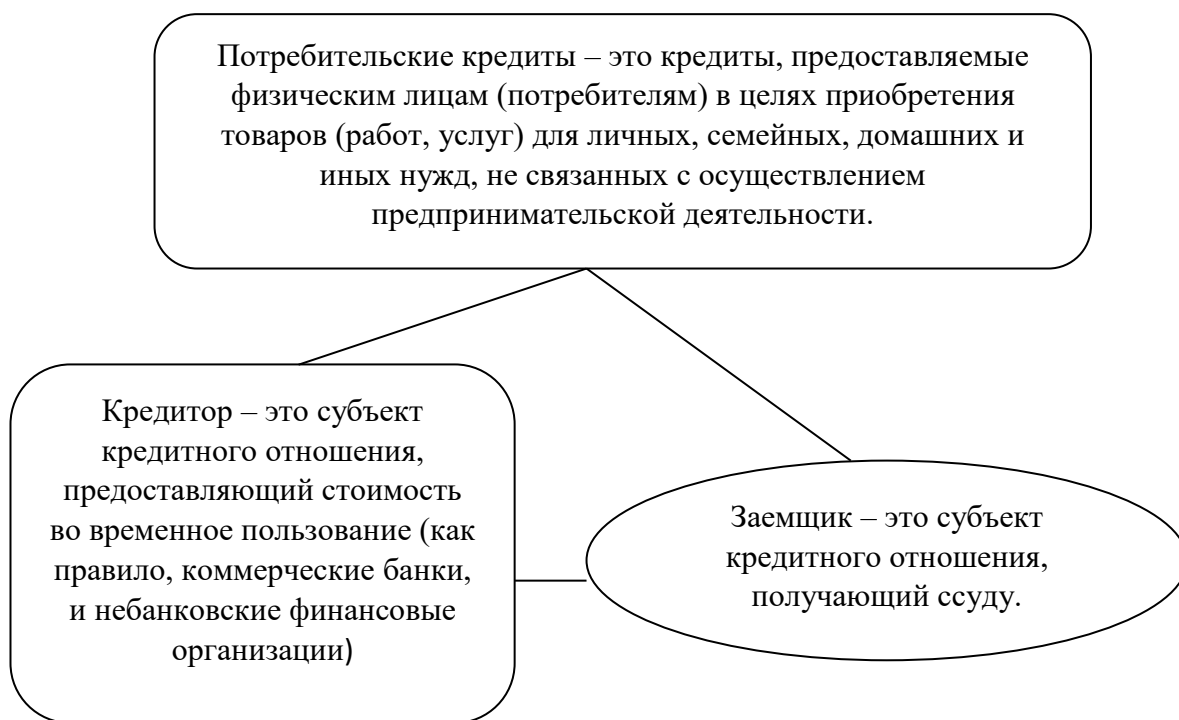 Потребительские кредиты – это кредиты, предоставляемые
физическим лицам (потребителям) в целях приобретения
товаров (работ, услуг) для личных, семейных, домашних и
иных нужд, не связанных с осуществлением
предпринимательской деятельности.
Кредитор – это субъект
кредитного отношения,
предоставляющий стоимость
во временное пользование (как
правило, коммерческие банки,
и небанковские финансовые
организации)
Заемщик – это субъект
кредитного отношения,
получающий ссуду.